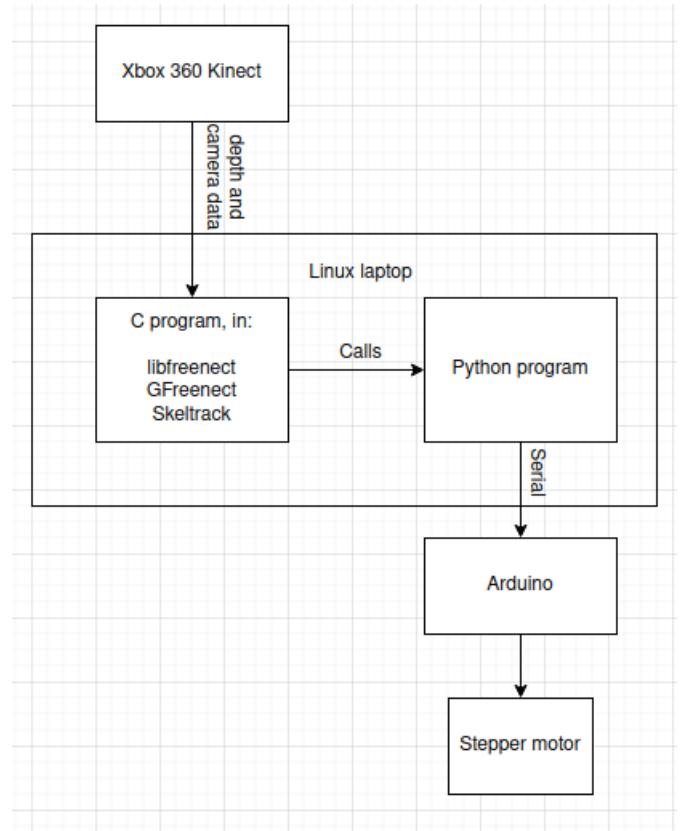 Xbox 360 Kinect
depth and
camera data
Linux laptop
C program, in:
libfreenect
GFreenect
Skeltrack
Calls
Python program
Serial
Arduino
Stepper motor